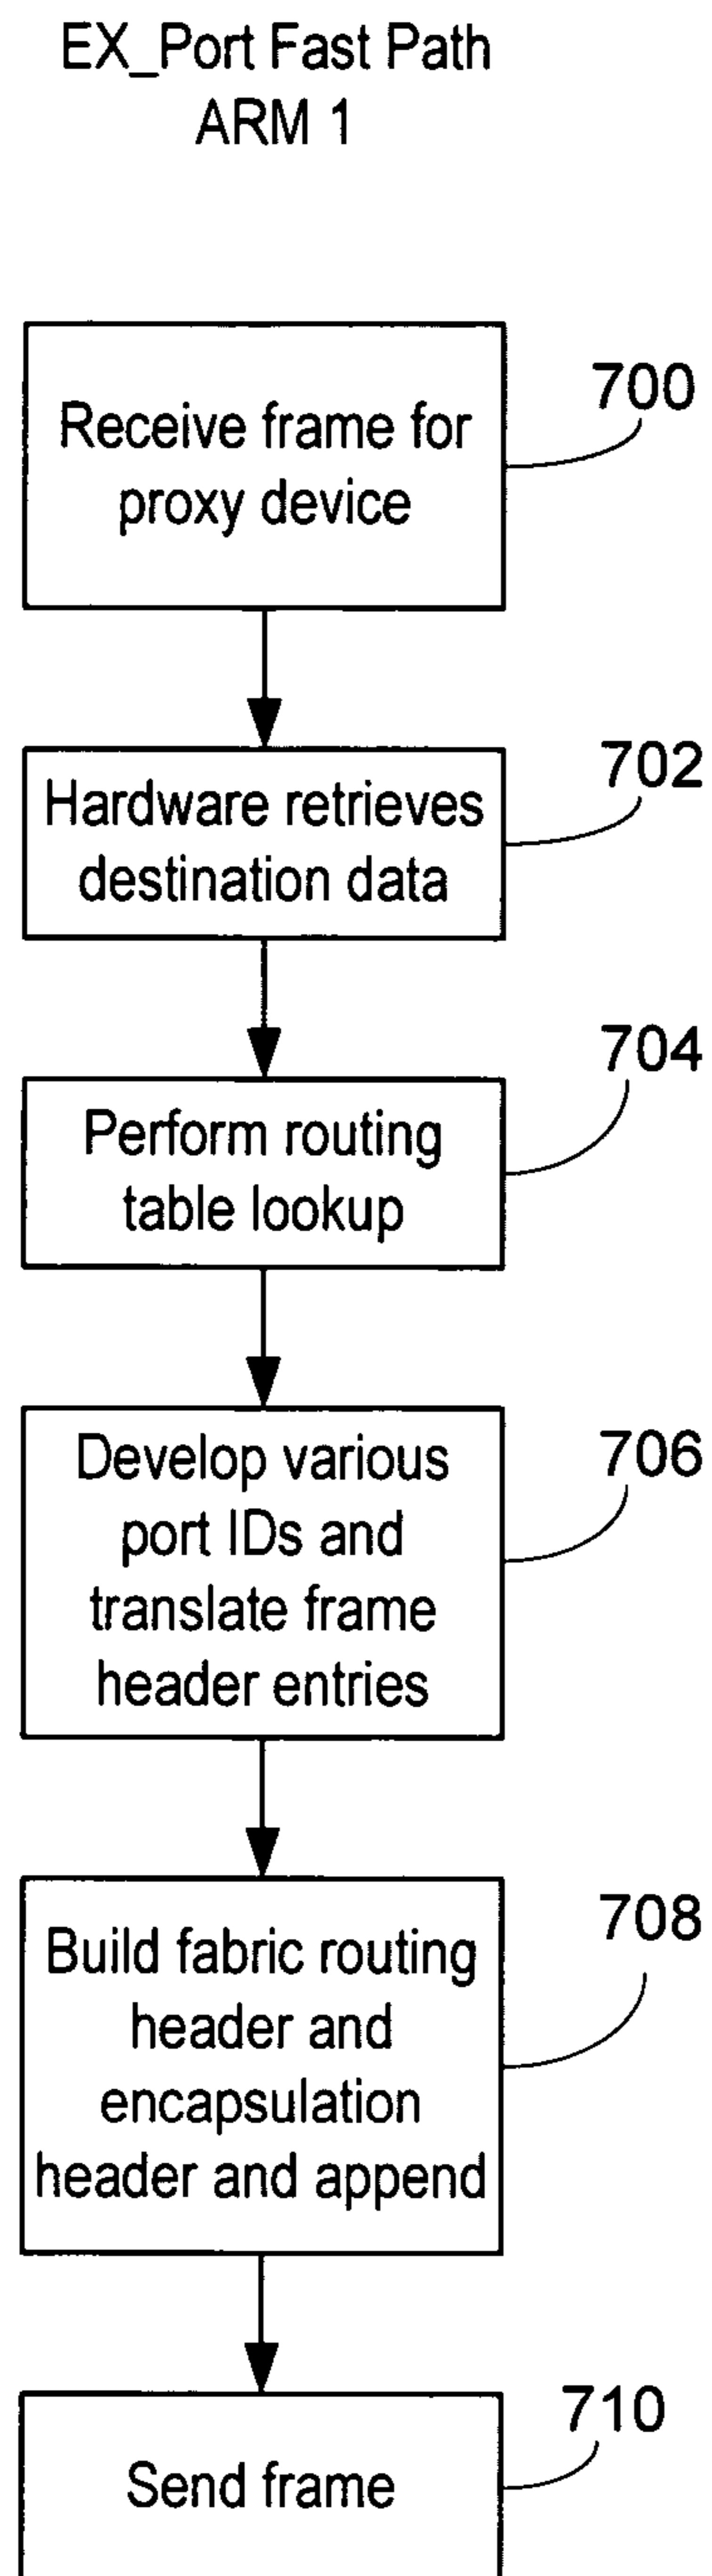 EX_Port Fast Path
ARM 1
700
Receive frame for
proxy device
702
Hardware retrieves
destination data
704
Perform routing
table lookup
706
Develop various
port IDs and
translate frame
header entries
708
Build fabric routing
header and
encapsulation
header and append
710
Send frame